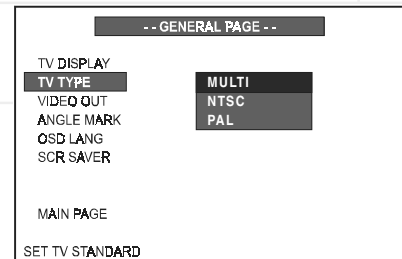 - - GENERAL PAGE - -
TV DISPLAY
TV TYPE MULTI
VIDEO OUT NTSC
ANGLE MARK PAL
OSD LANG
SCR SAVER
MAIN PAGE
SET TV STANDARD